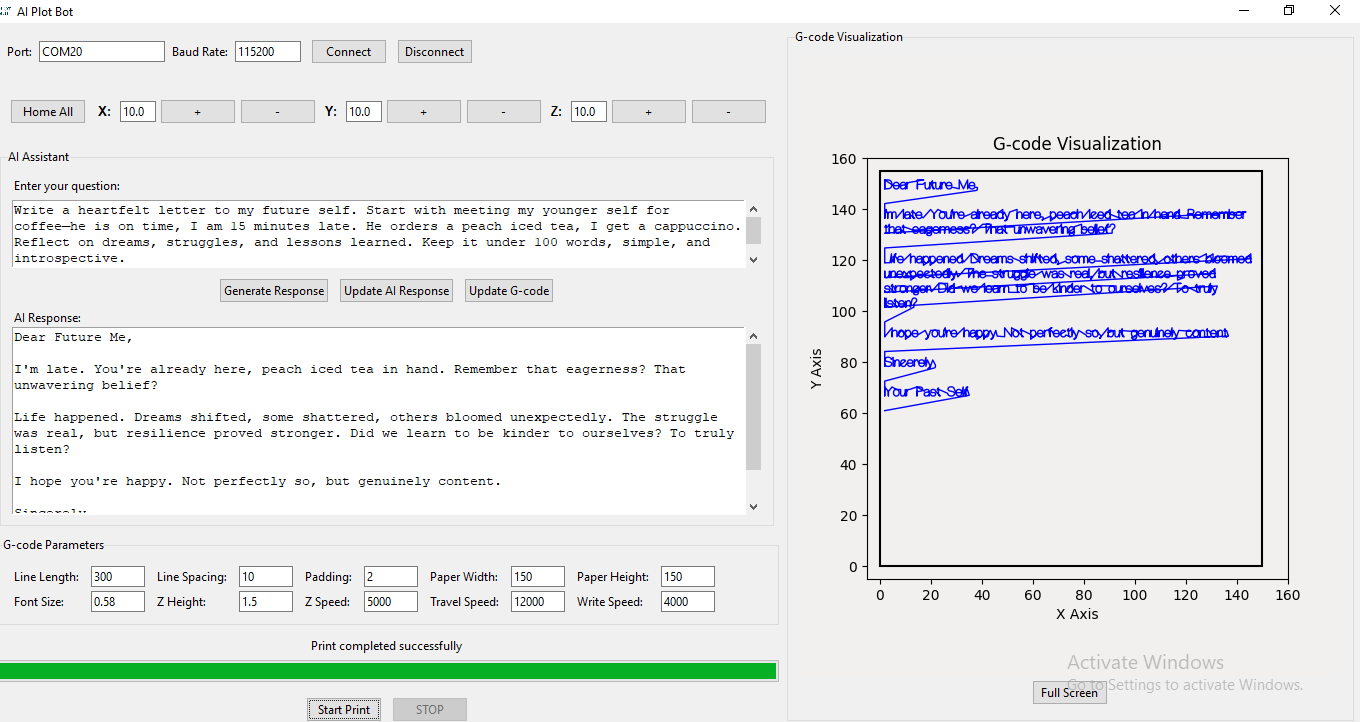 AI Plot Bot
Port: COM20 Baud Rate: 115200 Connect Disconnect
Home All X: 10.0 + - Y: 10.0 + - Z: 10.0 + -
AI Assistant
Enter your question:
Write a heartfelt letter to my future self. Start with meeting my younger self for
coffee—he is on time, I am 15 minutes late. He orders a peach iced tea, I get a cappuccino.
Reflect on dreams, struggles, and lessons learned. Keep it under 100 words, simple, and
introspective.
Generate Response Update AI Response Update G-code
AI Response:
Dear Future Me,
I'm late. You're already here, peach iced tea in hand. Remember that eagerness? That
unwavering belief?
Life happened. Dreams shifted, some shattered, others bloomed unexpectedly. The struggle
was real, but resilience proved stronger. Did we learn to be kinder to ourselves? To truly
listen?
I hope you're happy. Not perfectly so, but genuinely content.
Sincerely,
G-code Parameters
Line Length: 300 Line Spacing: 10 Padding: 2 Paper Width: 150 Paper Height: 150
Font Size: 0.58 Z Height: 1.5 Z Speed: 5000 Travel Speed: 12000 Write Speed: 4000
Print completed successfully
Start Print STOP
G-code Visualization
G-code Visualization
160
140
120
100
80
60
40
20
0
Y Axis
Dear Future Me,
I'm late. You're already here, peach iced tea in hand. Remember
that eagerness? That unwavering belief?
Life happened. Dreams shifted, some shattered, others bloomed
unexpectedly. The struggle was real, but resilience proved
stronger. Did we learn to be kinder to ourselves? To truly
listen?
I hope you're happy. Not perfectly so, but genuinely content.
Sincerely,
Your Past Self
0 20 40 60 80 100 120 140 160
X Axis
Activate Windows
Go to Settings to activate Windows.
Full Screen